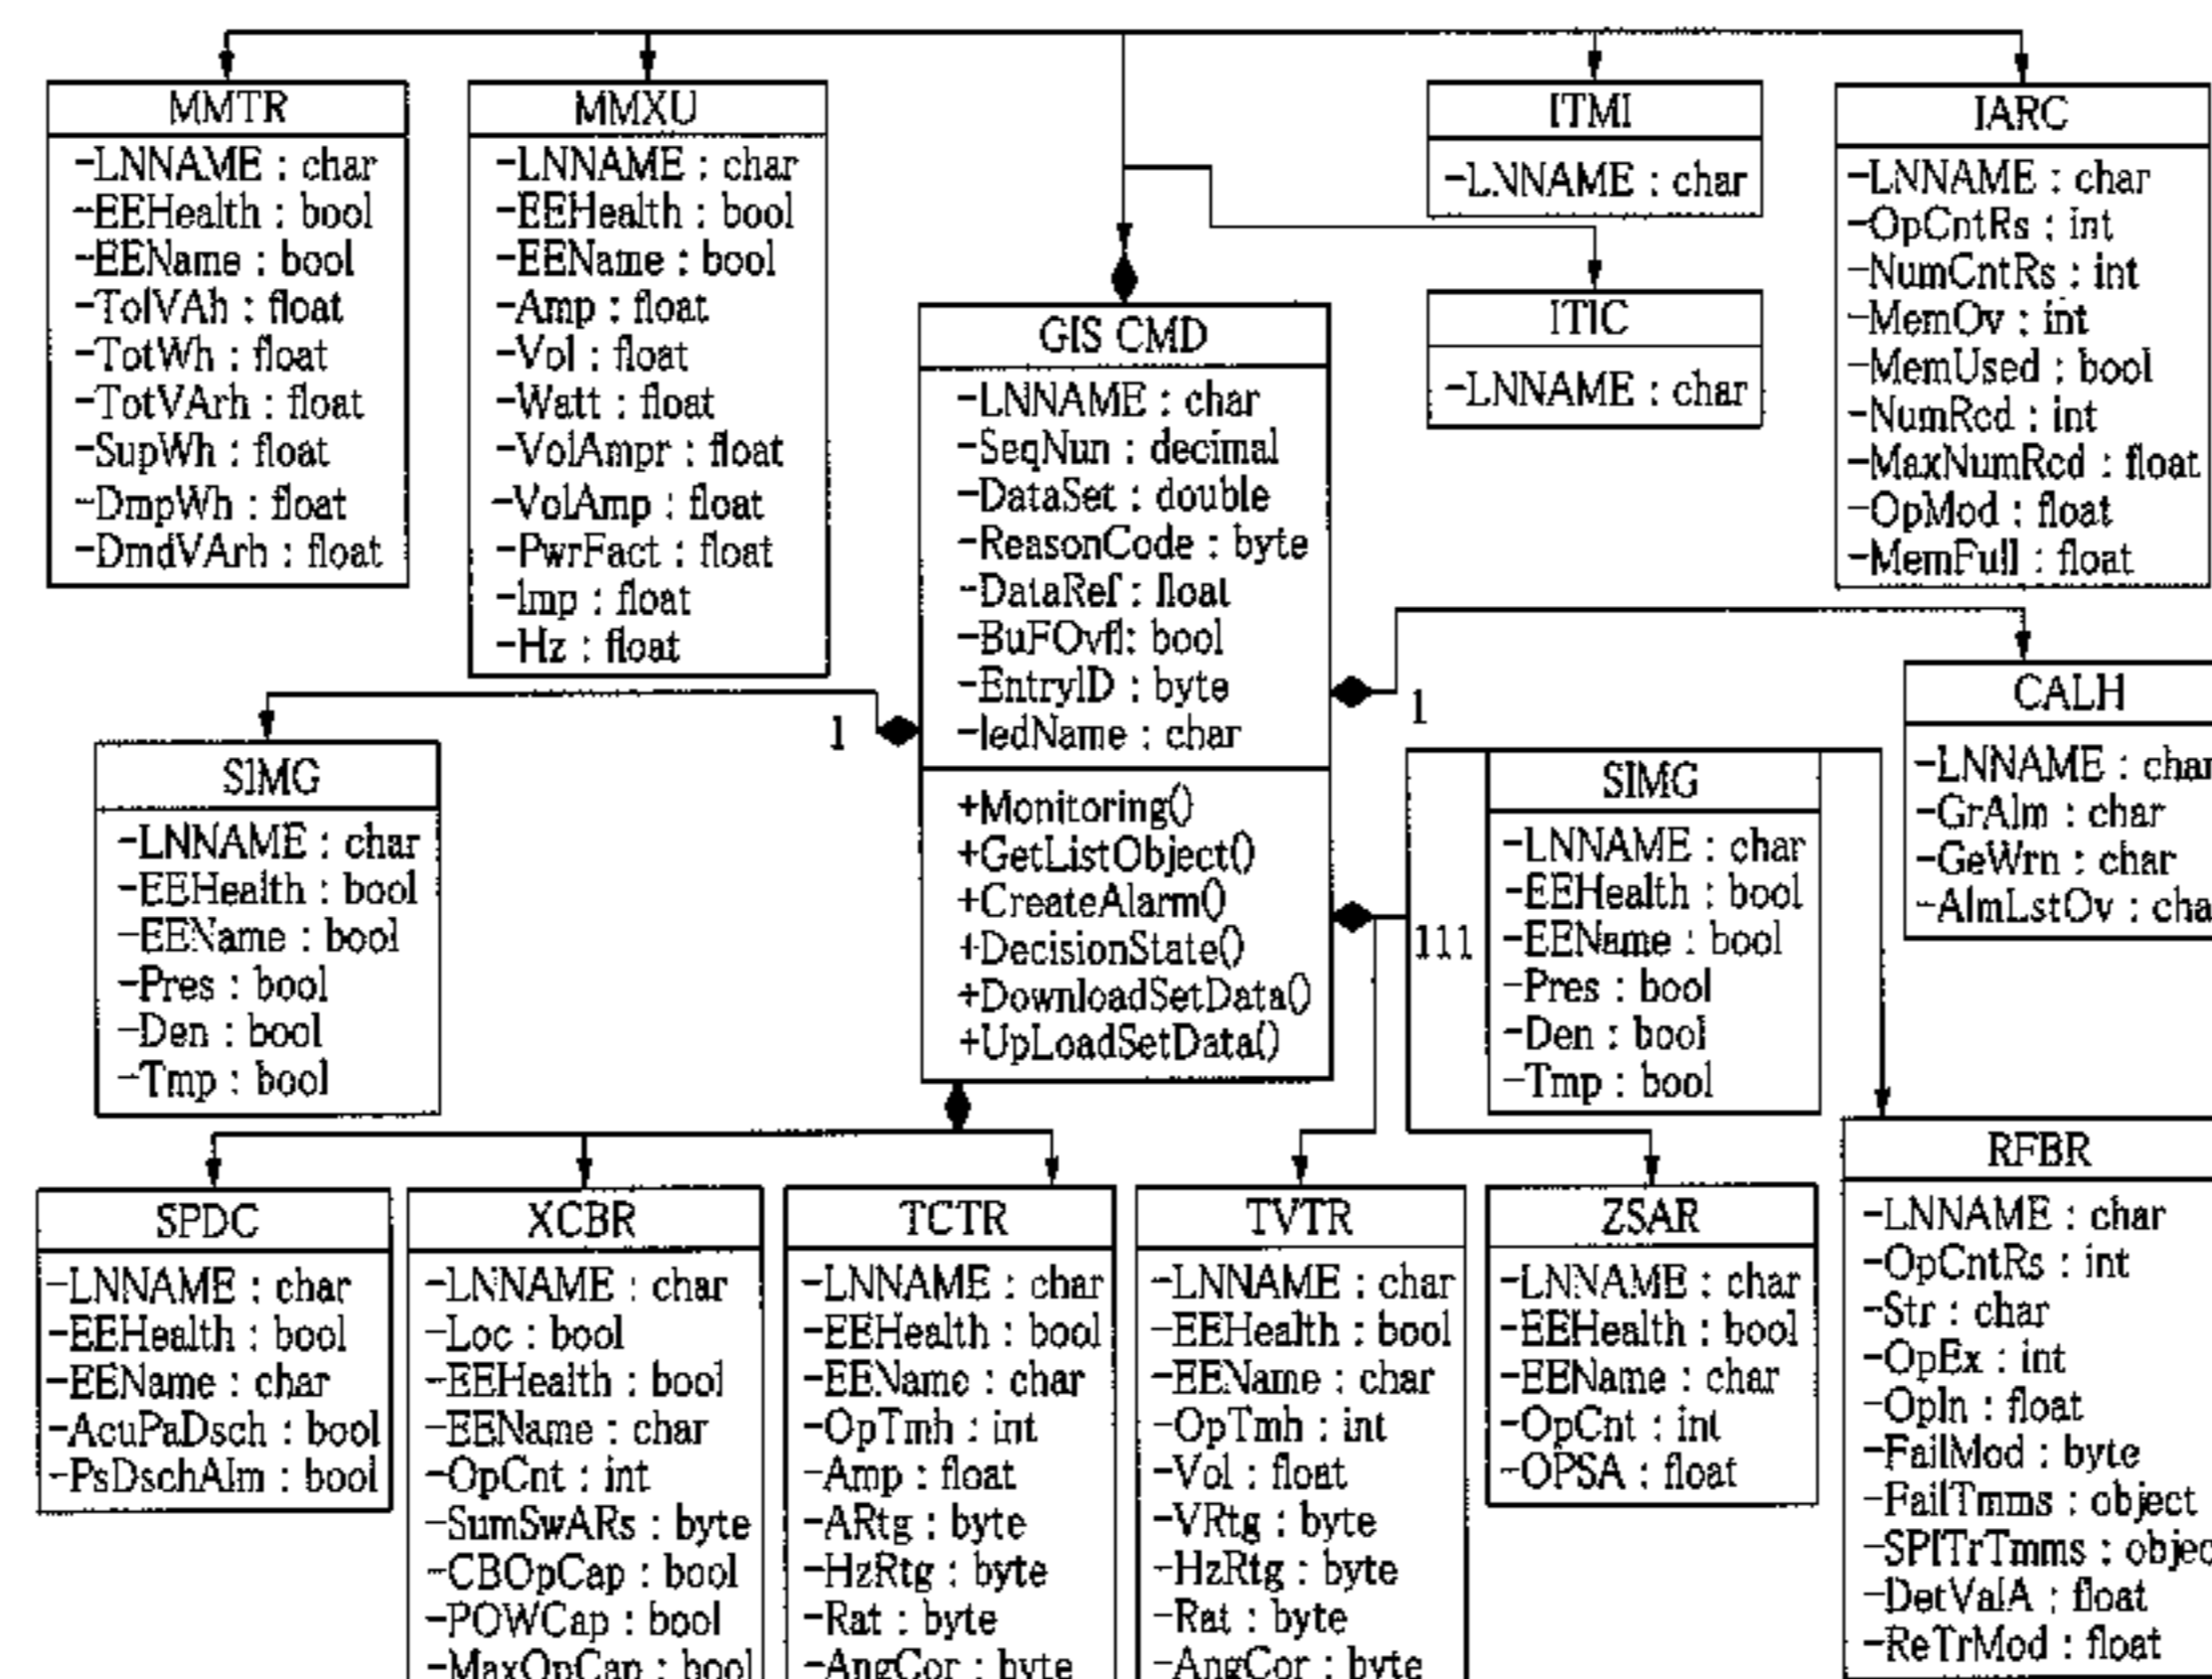 MMTR
-LNNAME : char
-EEHealth : bool
-EEName : bool
-TolVAh : float
-TotWh : float
-TotVArh : float
-SupWh : float
-DmpWh : float
-DmdVArh : float
MMXU
-LNNAME : char
-EEHealth : bool
-EEName : bool
-Amp : float
-Vol : float
-Watt : float
-VolAmpr : float
-VolAmp : float
-PwrFact : float
-Imp : float
-Hz : float
ITMI
-LNNAME : char
ITIC
-LNNAME : char
IARC
-LNNAME : char
-OpCntRs : int
-NumCntRs : int
-MemOv : int
-MemUsed : bool
-NumRcd : int
-MaxNumRcd : float
-OpMod : float
-MemFull : float
GIS CMD
-LNNAME : char
-SeqNun : decimal
-DataSet : double
-ReasonCode : byte
-DataRef : float
-BuFOvfl: bool
-EntryID : byte
-IedName : char
+Monitoring()
+GetListObject()
+CreateAlarm()
+DecisionState()
+DownloadSetData()
+UpLoadSetData()
1
1
111
CALH
-LNNAME : char
-GrAlm : char
-GeWrn : char
-AlmLstOv : cha
SIMG
-LNNAME : char
-EEHealth : bool
-EEName : bool
-Pres : bool
-Den : bool
-Tmp : bool
SIMG
-LNNAME : char
-EEHealth : bool
-EEName : bool
-Pres : bool
-Den : bool
-Tmp : bool
SPDC
-LNNAME : char
-EEHealth : bool
-EEName : char
-AcuPaDsch : bool
-PsDschAlm : bool
XCBR
-LNNAME : char
-Loc : bool
-EEHealth : bool
-EEName : char
-OpCnt : int
-SumSwARs : byte
-CBOpCap : bool
-POWCap : bool
-MaxOpCap : bool
TCTR
-LNNAME : char
-EEHealth : bool
-EEName : char
-OpTmh : int
-Amp : float
-ARtg : byte
-HzRtg : byte
-Rat : byte
-AngCor : byte
TVTR
-LNNAME : char
-EEHealth : bool
-EEName : char
-OpTmh : int
-Vol : float
-VRtg : byte
-HzRtg : byte
-Rat : byte
-AngCor : byte
ZSAR
-LNNAME : char
-EEHealth : bool
-EEName : char
-OpCnt : int
-OPSA : float
RFBR
-LNNAME : char
-OpCntRs : int
-Str : char
-OpEx : int
-OpIn : float
-FailMod : byte
-FailTmms : object
-SPlTrTmms : objec
-DetValA : float
-ReTrMod : float